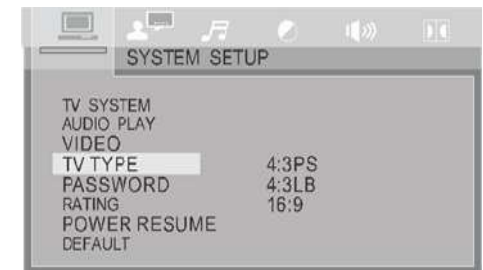 SYSTEM SETUP
TV SYSTEM
AUDIO PLAY
VIDEO
TV TYPE 4:3PS
PASSWORD 4:3LB
RATING 16:9
POWER RESUME
DEFAULT